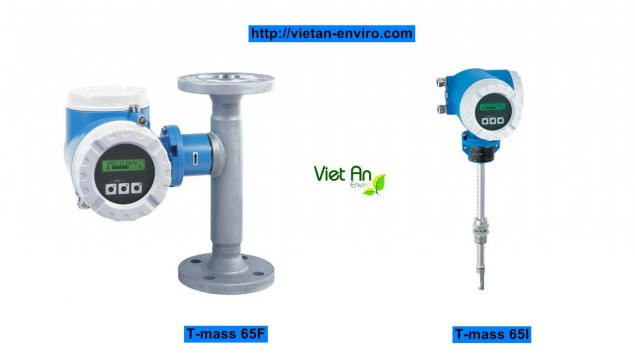 http://vietan-enviro.com
Viet An
Enviro
T-mass 65F
T-mass 65I